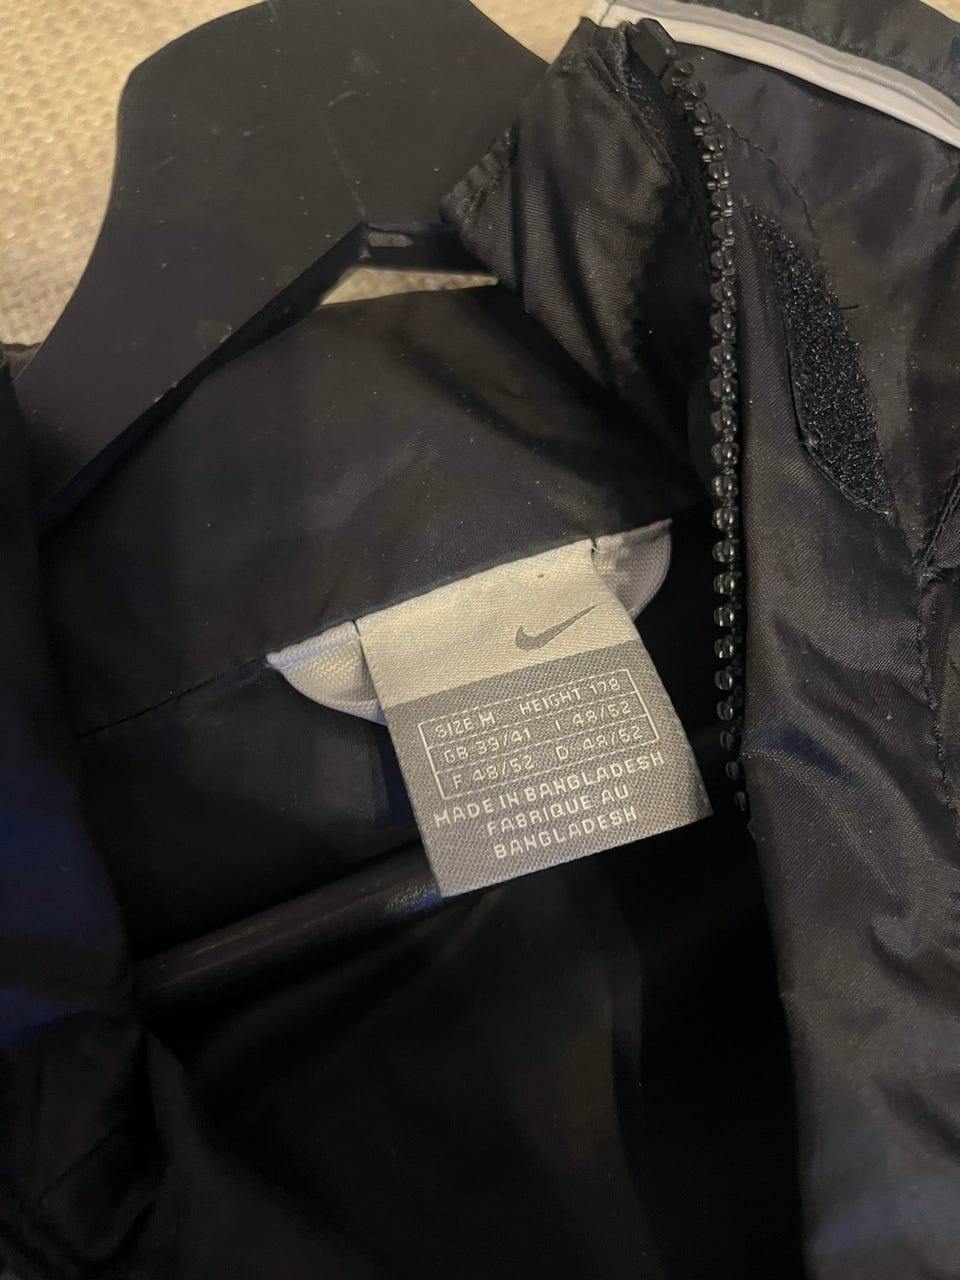 SIZE M HEIGHT 178
GB 39/41 I 48/52
F 48/52 D 48/52
MADE IN BANGLADESH
FABRIQUE AU
BANGLADESH